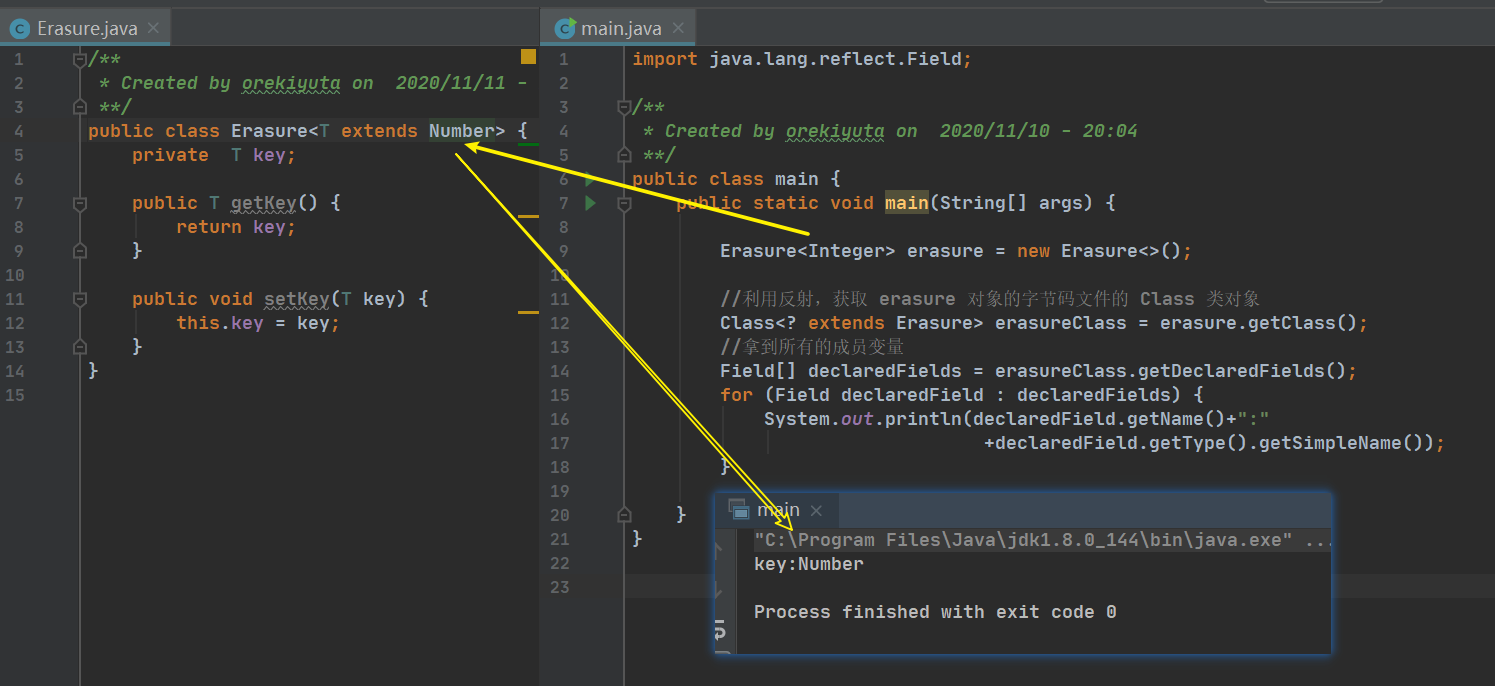 Erasure.java
1 /**
2 * Created by orekiyuta on 2020/11/11 -
3 **/
4 public class Erasure<T extends Number> {
5 private T key;
6
7 public T getKey() {
8 return key;
9 }
10
11 public void setKey(T key) {
12 this.key = key;
13 }
14 }
15
main.java
1 import java.lang.reflect.Field;
2
3 /**
4 * Created by orekiyuta on 2020/11/10 - 20:04
5 **/
6 public class main {
7 public static void main(String[] args) {
8
9 Erasure<Integer> erasure = new Erasure<>();
10
11 //利用反射，获取 erasure 对象的字节码文件的 Class 类对象
12 Class<? extends Erasure> erasureClass = erasure.getClass();
13 //拿到所有的成员变量
14 Field[] declaredFields = erasureClass.getDeclaredFields();
15 for (Field declaredField : declaredFields) {
16 System.out.println(declaredField.getName()+":"
17 +declaredField.getType().getSimpleName());
18 }
19
20 }
21 }
22
23
main
"C:\Program Files\Java\jdk1.8.0_144\bin\java.exe" ...
key:Number
Process finished with exit code 0